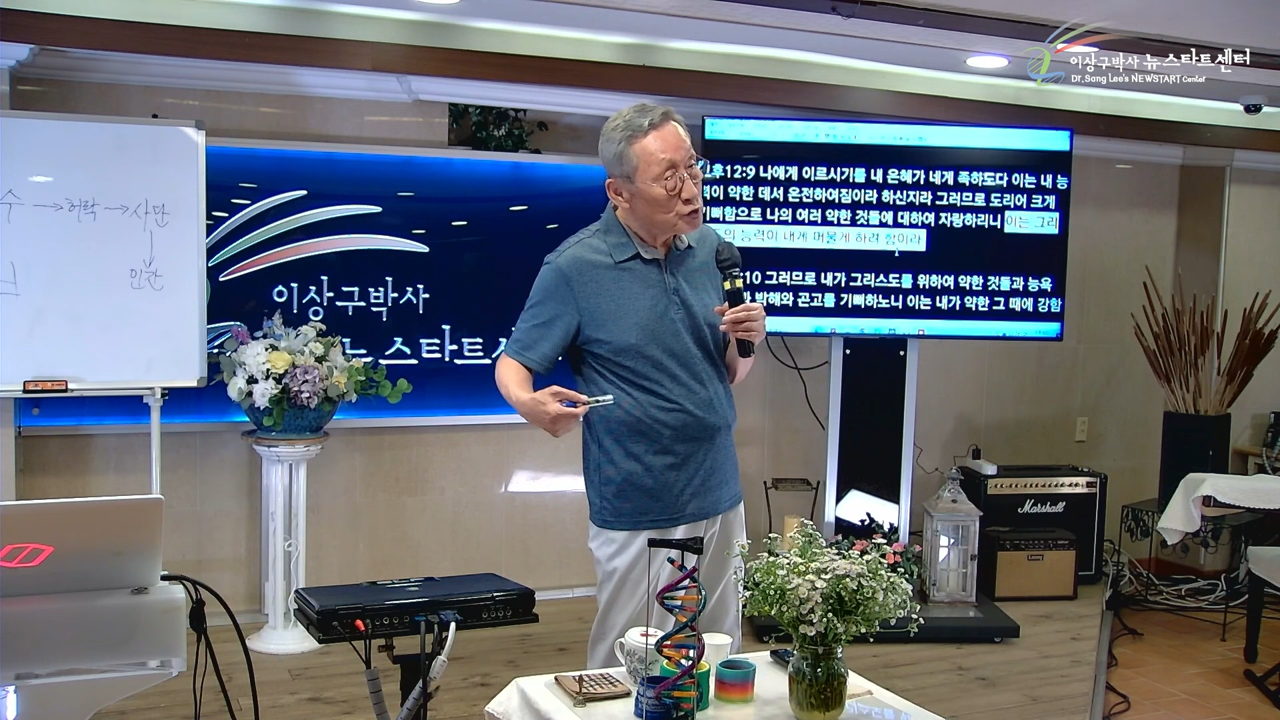 이상구박사 뉴스타트센터
Dr. Sang Lee's NEWSTART Center
수 → 허락 → 사단
인간
이상구박사
뉴스타트
후12:9 나에게 이르시기를 내 은혜가 네게 족하도다 이는 내 능
력이 약한 데서 온전하여짐이라 하신지라 그러므로 도리어 크게
기뻐함으로 나의 여러 약한 것들에 대하여 자랑하리니 이는 그리
의 능력이 내게 머물게 하려 함이라
10 그러므로 내가 그리스도를 위하여 약한 것들과 능욕
과 박해와 곤고를 기뻐하노니 이는 내가 약한 그 때에 강함
Marshall
Laney